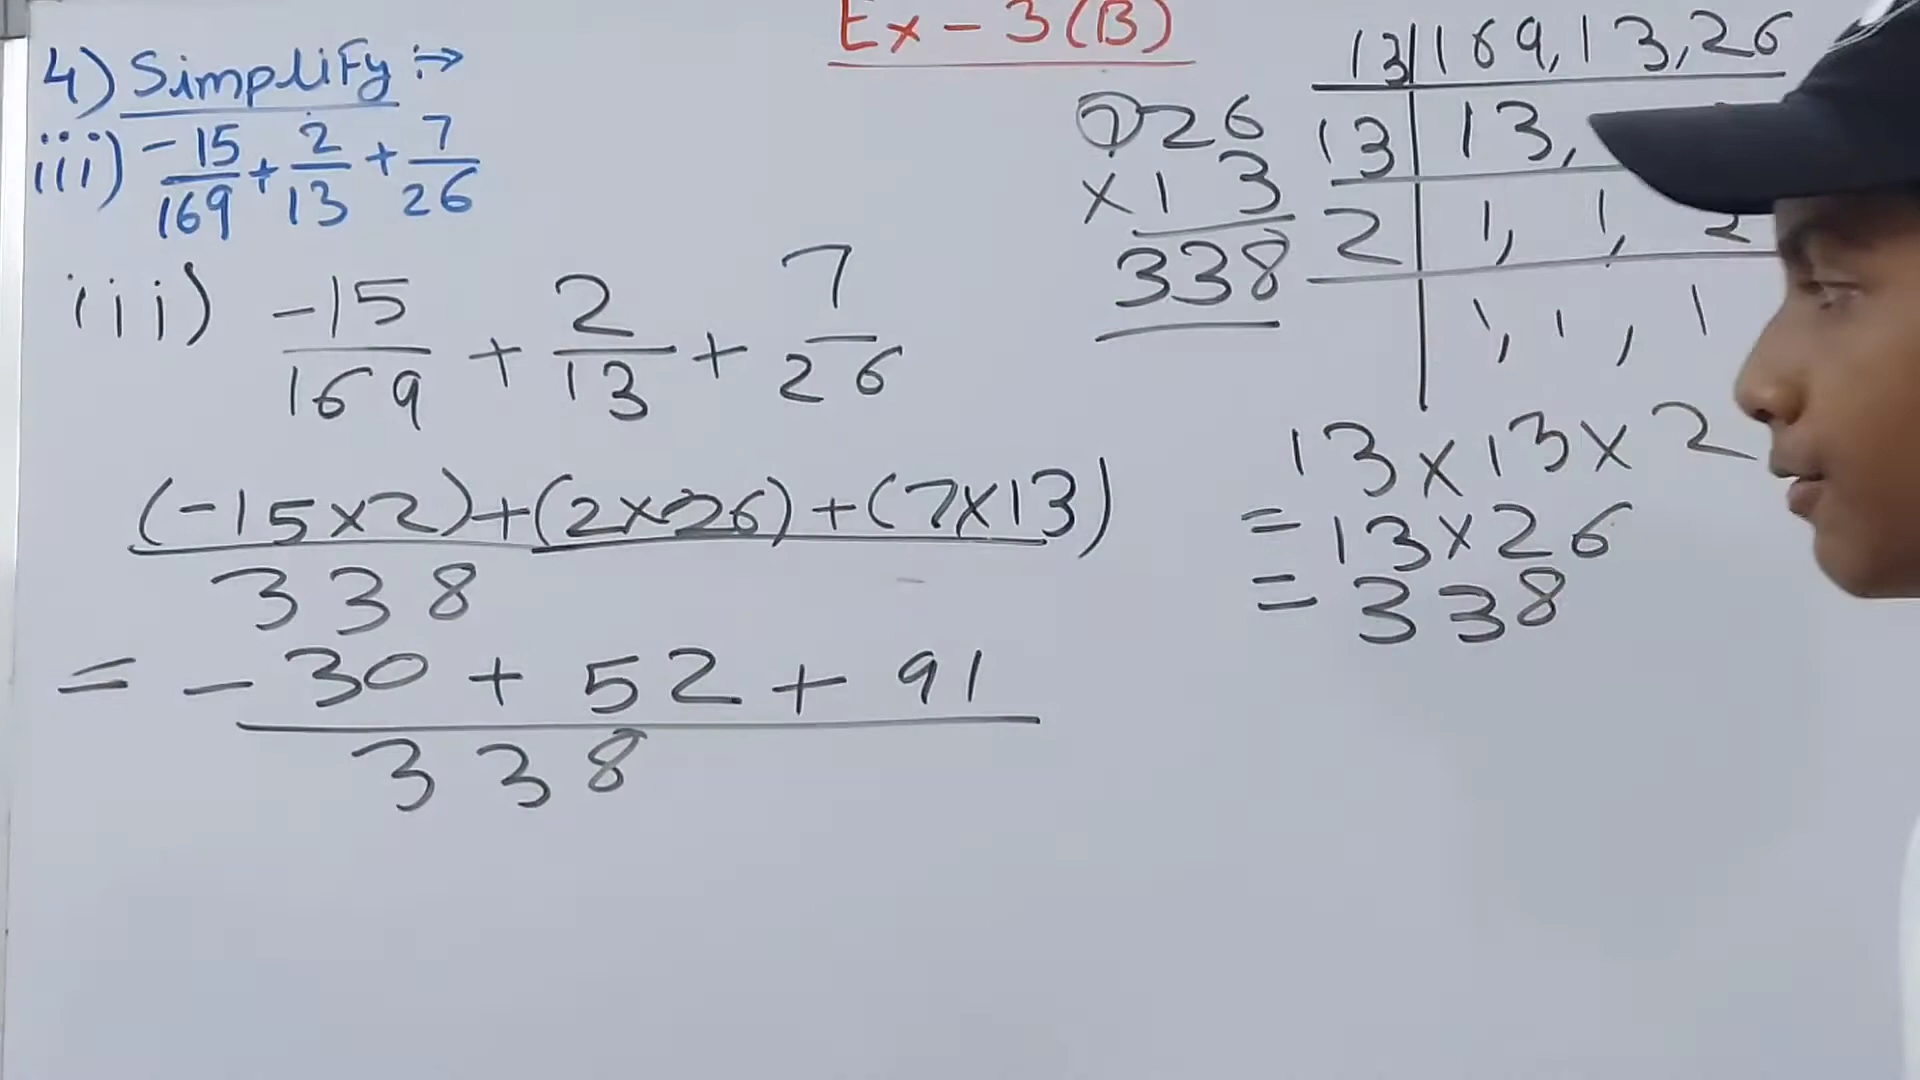 Ex - 3 (B)
4) Simplify :→
iii) -15/169 + 2/13 + 7/26
iii) -15/169 + 2/13 + 7/26
(-15×2)+(2×26)+(7×13)
338
= -30 + 52 + 91
338
26
×13
338
13|169,13,26
13|13,
2|1, 1, 2
1, 1, 1
13×13×2
=13×26
=338